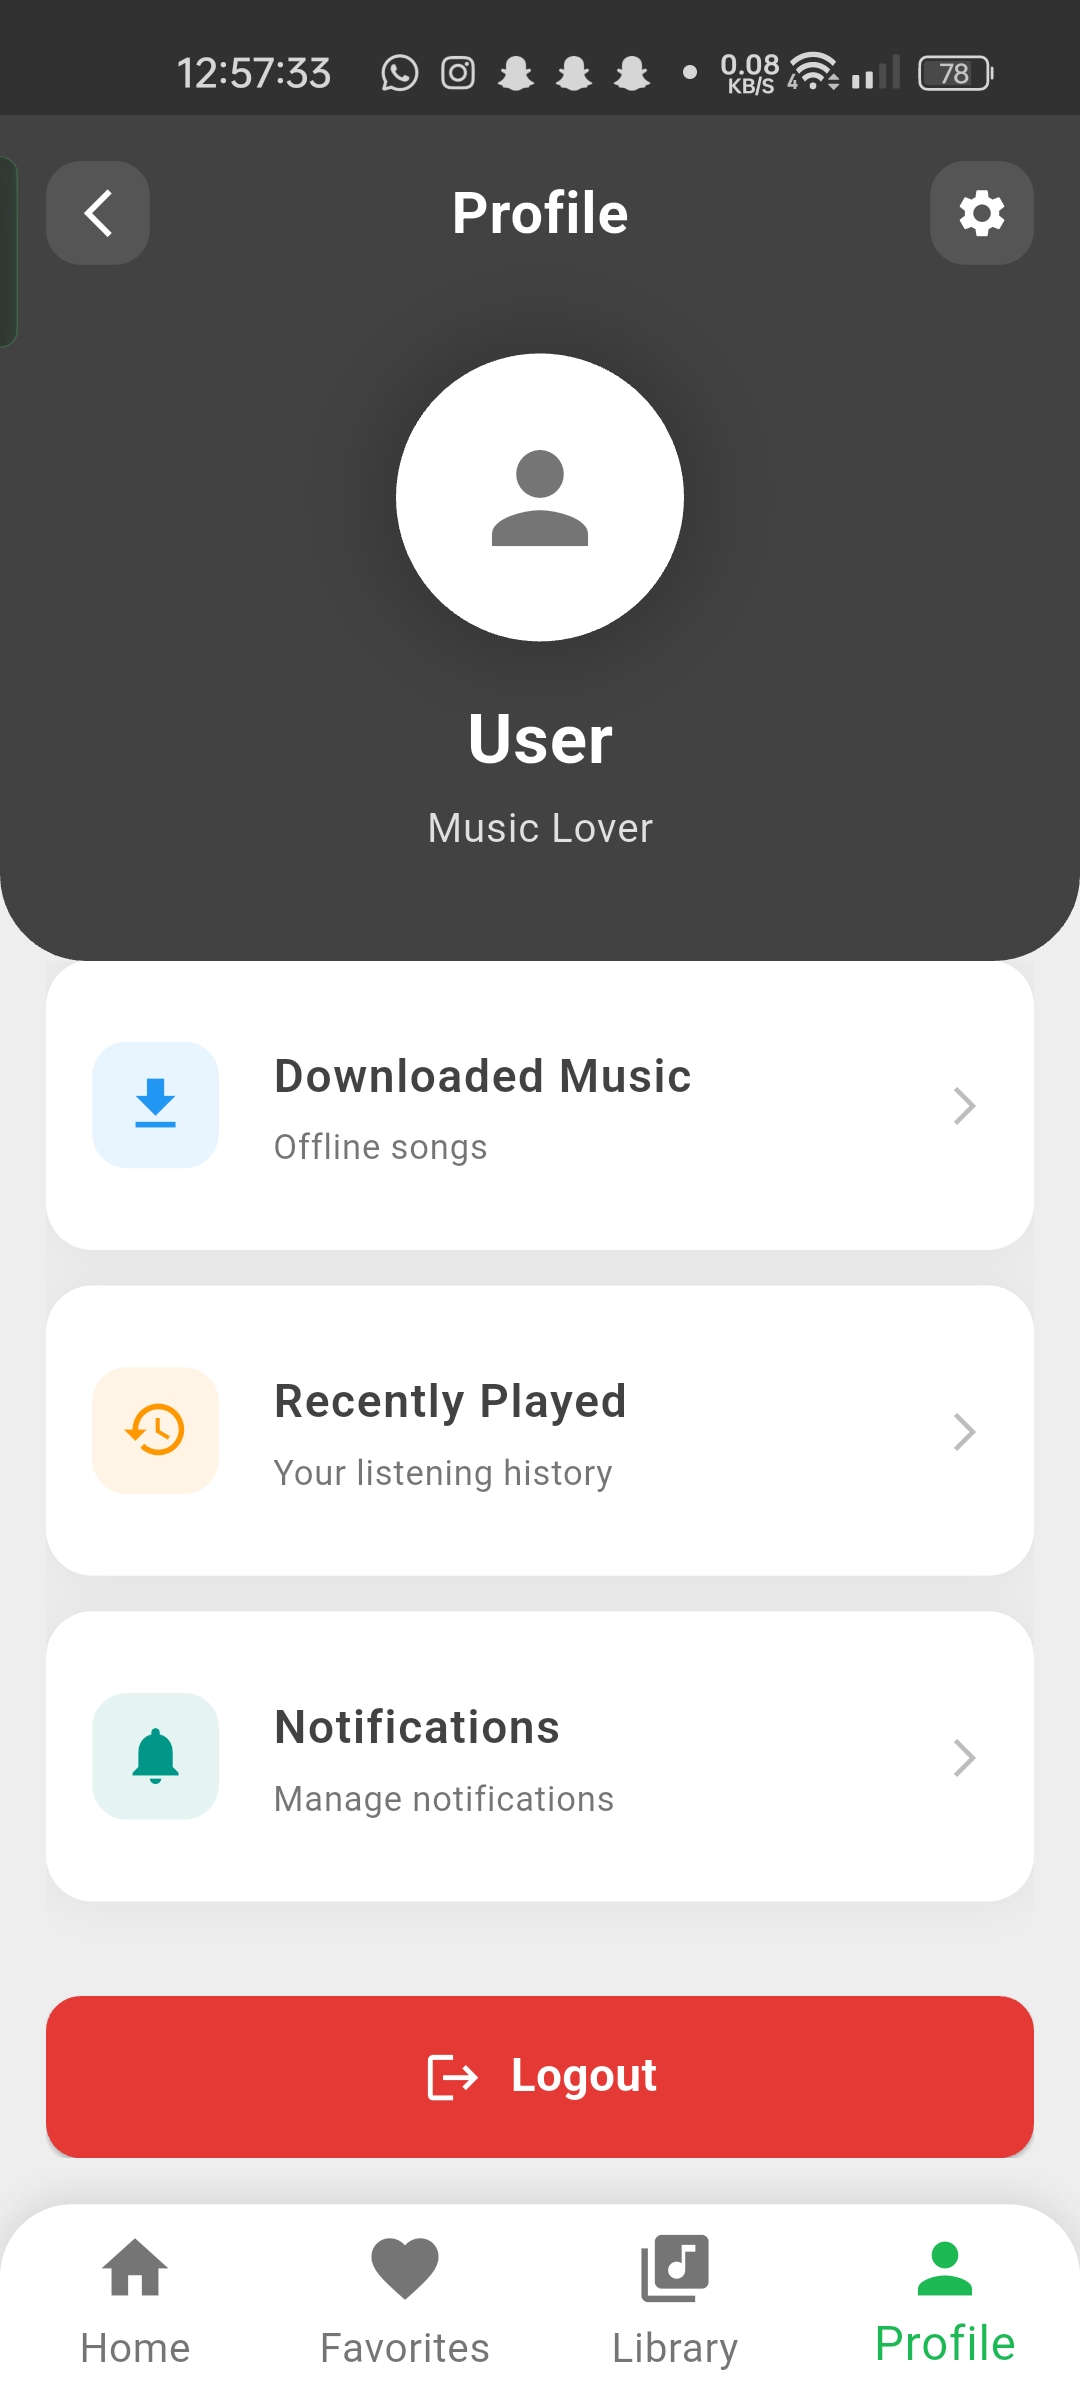 12:57:33 0.08 KB/S 4 78
Profile
User
Music Lover
Downloaded Music
Offline songs
Recently Played
Your listening history
Notifications
Manage notifications
Logout
Home Favorites Library Profile